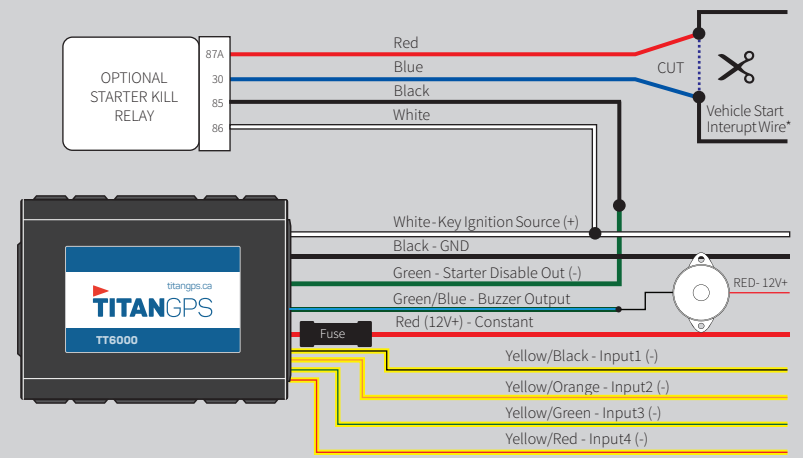 OPTIONAL
STARTER KILL
RELAY
87A
30
85
86
Red
Blue
Black
White
CUT
Vehicle Start
Interupt Wire*
White-Key Ignition Source (+)
Black - GND
Green - Starter Disable Out (-)
Green/Blue - Buzzer Output
Red (12V+) - Constant
Fuse
RED- 12V+
titangps.ca
TITANGPS
TT6000
Yellow/Black - Input1 (-)
Yellow/Orange - Input2 (-)
Yellow/Green - Input3 (-)
Yellow/Red - Input4 (-)